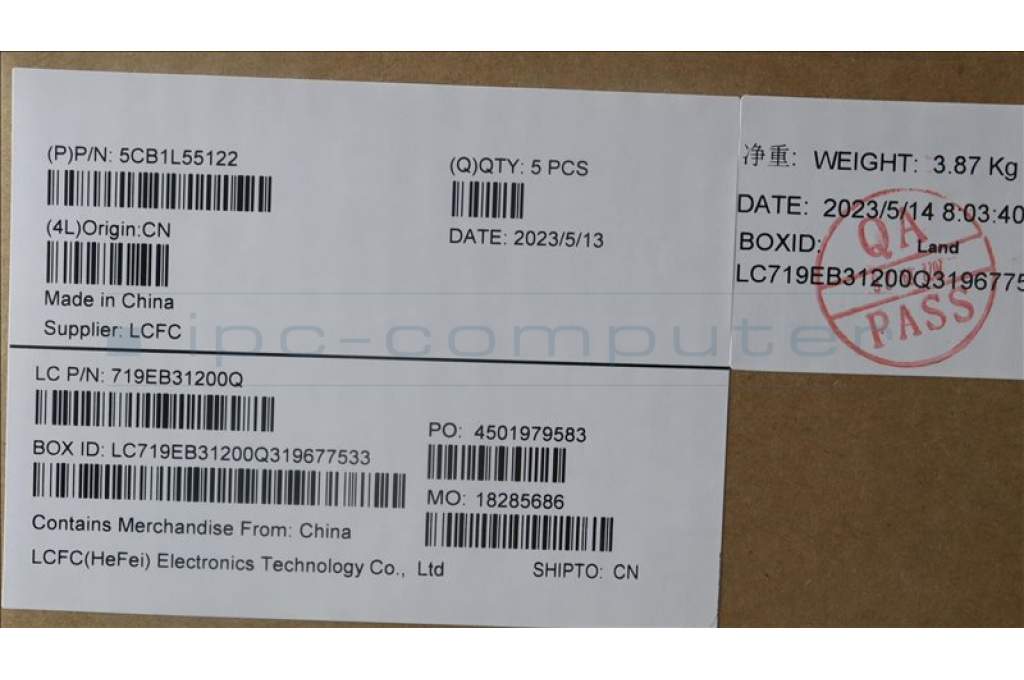 (P)P/N: 5CB1L55122
(Q)QTY: 5 PCS
(4L)Origin:CN
DATE: 2023/5/13
Made in China
Supplier: LCFC
净重: WEIGHT: 3.87 Kg
DATE: 2023/5/14 8:03:40
BOXID: Land
LC719EB31200Q3196775
QA
PASS
ipc-computer
LC P/N: 719EB31200Q
PO: 4501979583
BOX ID: LC719EB31200Q319677533
MO: 18285686
Contains Merchandise From: China
LCFC(HeFei) Electronics Technology Co., Ltd
SHIPTO: CN